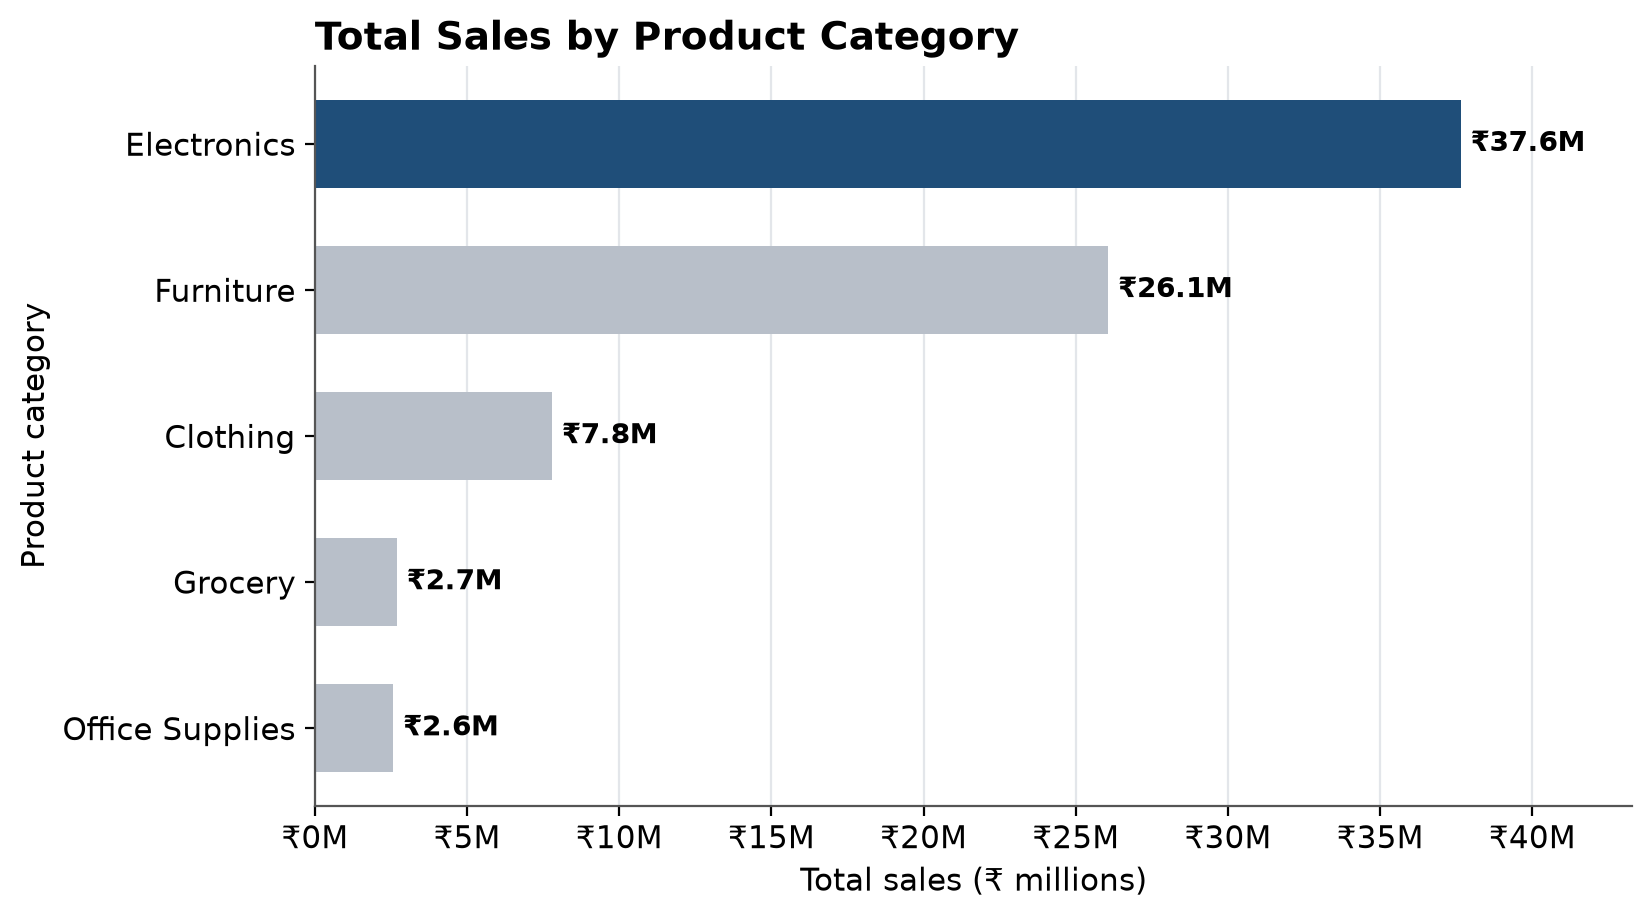 Total Sales by Product Category
Electronics
₹37.6M
Furniture
₹26.1M
Clothing
₹7.8M
Grocery
₹2.7M
Office Supplies
₹2.6M
₹0M ₹5M ₹10M ₹15M ₹20M ₹25M ₹30M ₹35M ₹40M
Total sales (₹ millions)
Product category